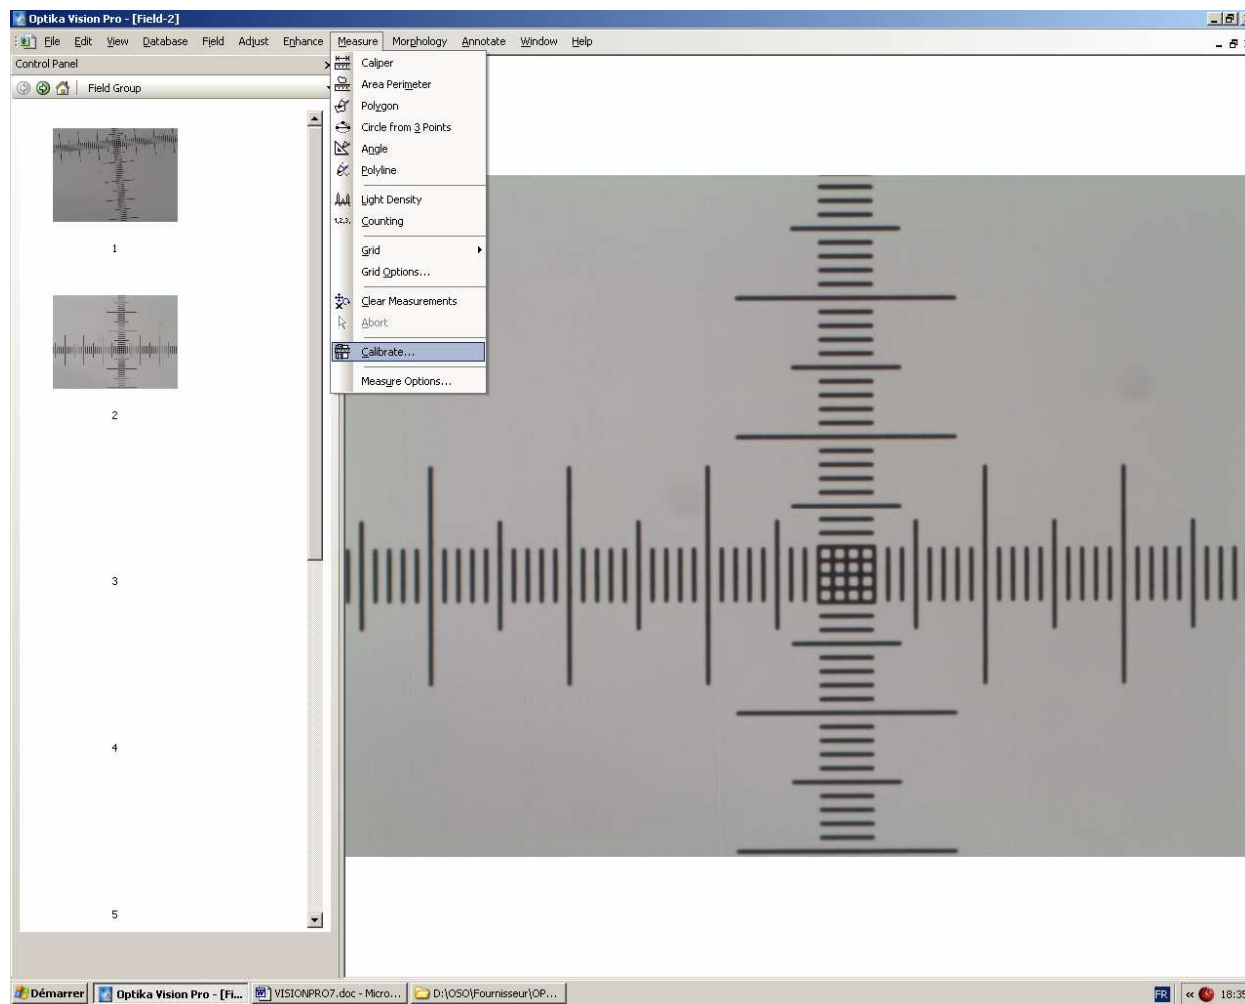 Optika Vision Pro - [Field-2]
File Edit View Database Field Adjust Enhance Measure Morphology Annotate Window Help
Control Panel
Field Group
Caliper
Area Perimeter
Polygon
Circle from 3 Points
Angle
Polyline
Light Density
1,2,3, Counting
Grid
Grid Options...
Clear Measurements
Abort
Calibrate...
Measure Options...
1
2
3
4
5
Démarrer Optika Vision Pro - [Fi... VISIONPRO7.doc - Micro... D:\OSO\Fournisseur\OP... FR « 18:35